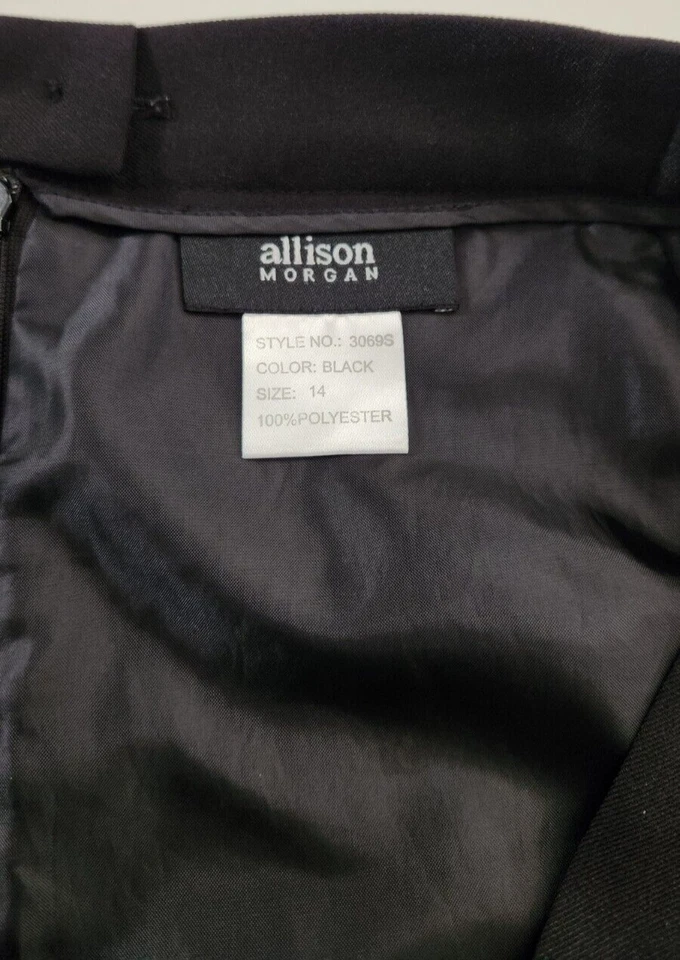 allison
MORGAN
STYLE NO.: 3069S
COLOR: BLACK
SIZE: 14
100%POLYESTER